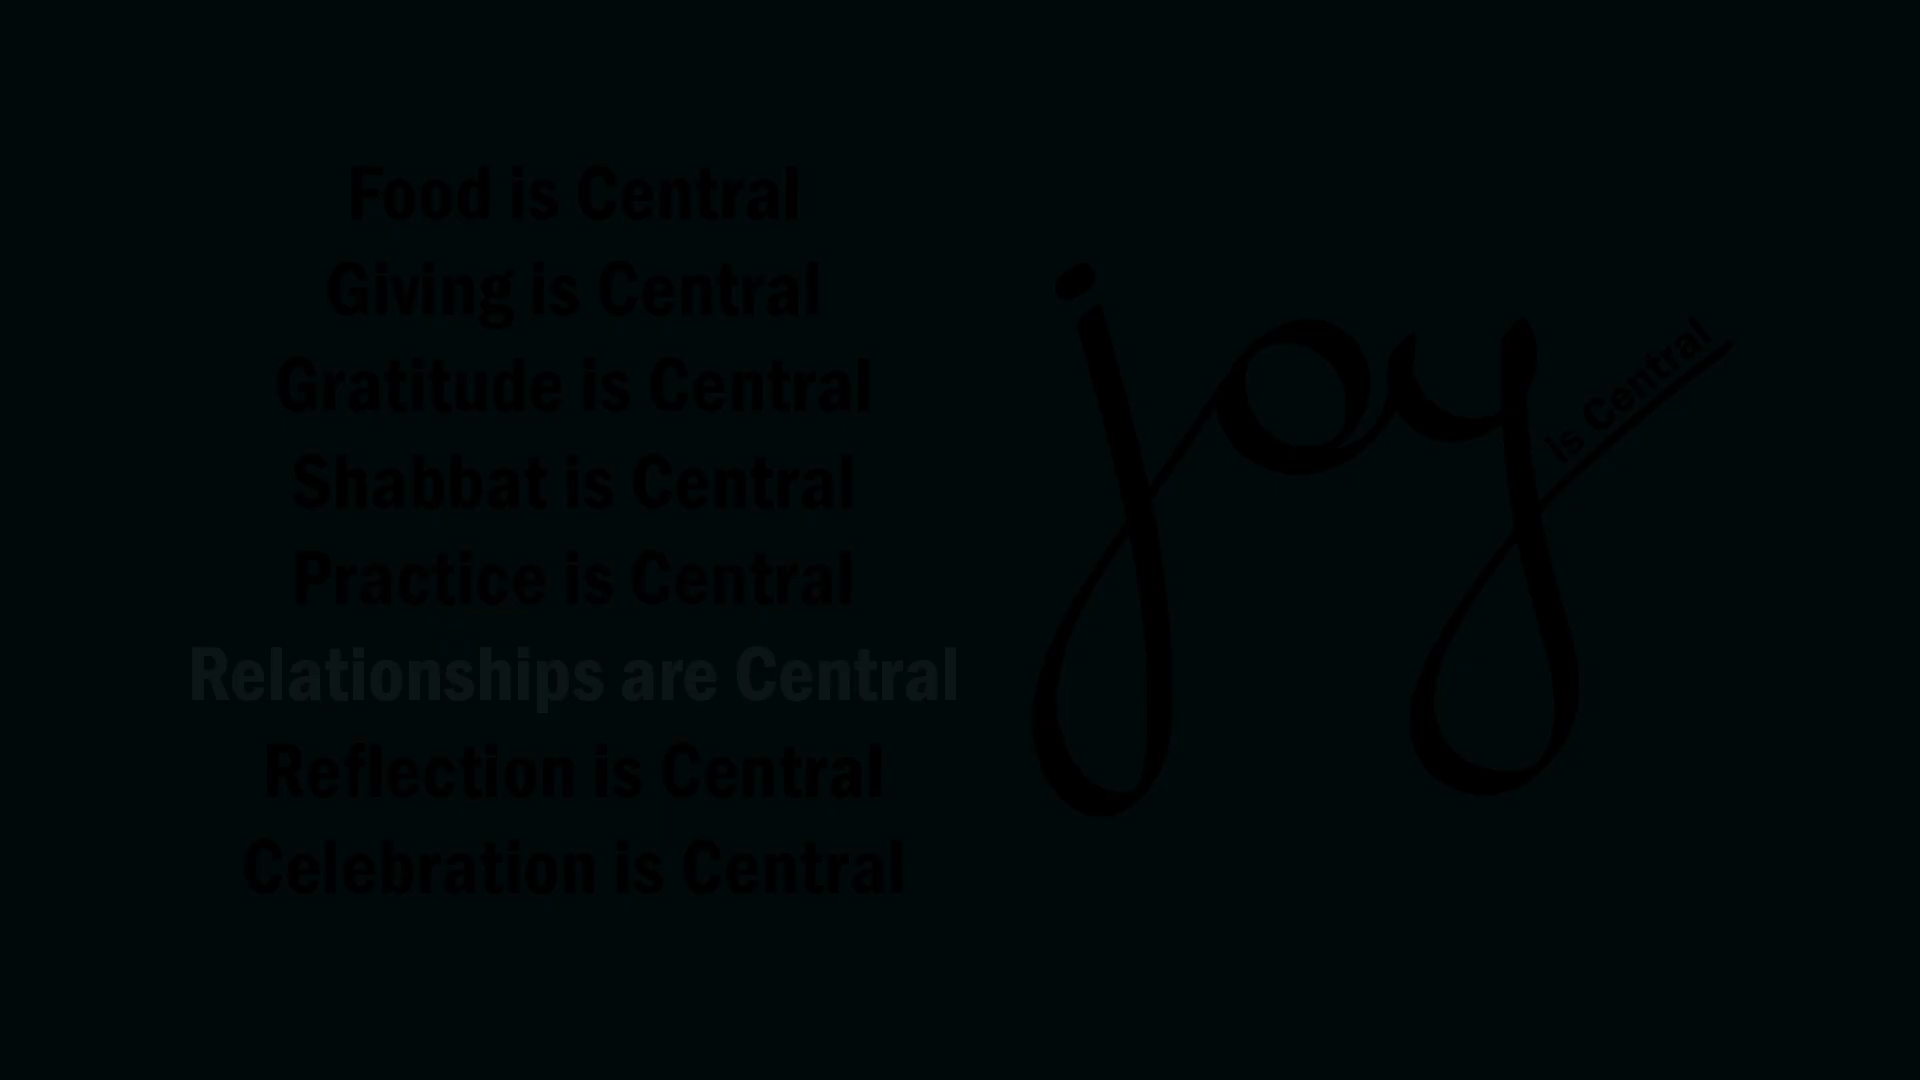 Food is Central
Giving is Central
Gratitude is Central
Shabbat is Central
Practice is Central
Relationships are Central
Reflection is Central
Celebration is Central
joy
is Central